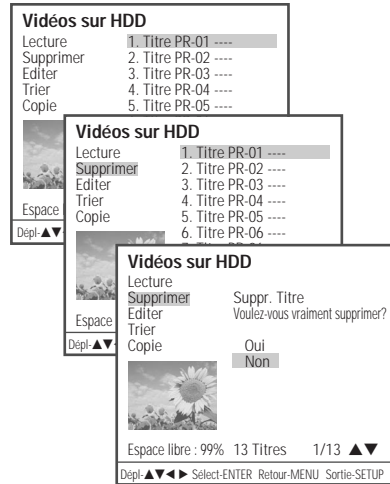 Vidéos sur HDD
Lecture 1. Titre PR-01 ----
Supprimer 2. Titre PR-02 ----
Editer 3. Titre PR-03 ----
Trier 4. Titre PR-04 ----
Copie 5. Titre PR-05 ----
Espace
Dépl-▲▼
Vidéos sur HDD
Lecture 1. Titre PR-01 ----
Supprimer 2. Titre PR-02 ----
Editer 3. Titre PR-03 ----
Trier 4. Titre PR-04 ----
Copie 5. Titre PR-05 ----
6. Titre PR-06 ----
Espace
Dépl-▲▼
Vidéos sur HDD
Lecture
Supprimer Suppr. Titre
Editer Voulez-vous vraiment supprimer?
Trier
Copie Oui
Non
Espace libre : 99% 13 Titres 1/13 ▲▼
Dépl-▲▼◄► Sélect-ENTER Retour-MENU Sortie-SETUP